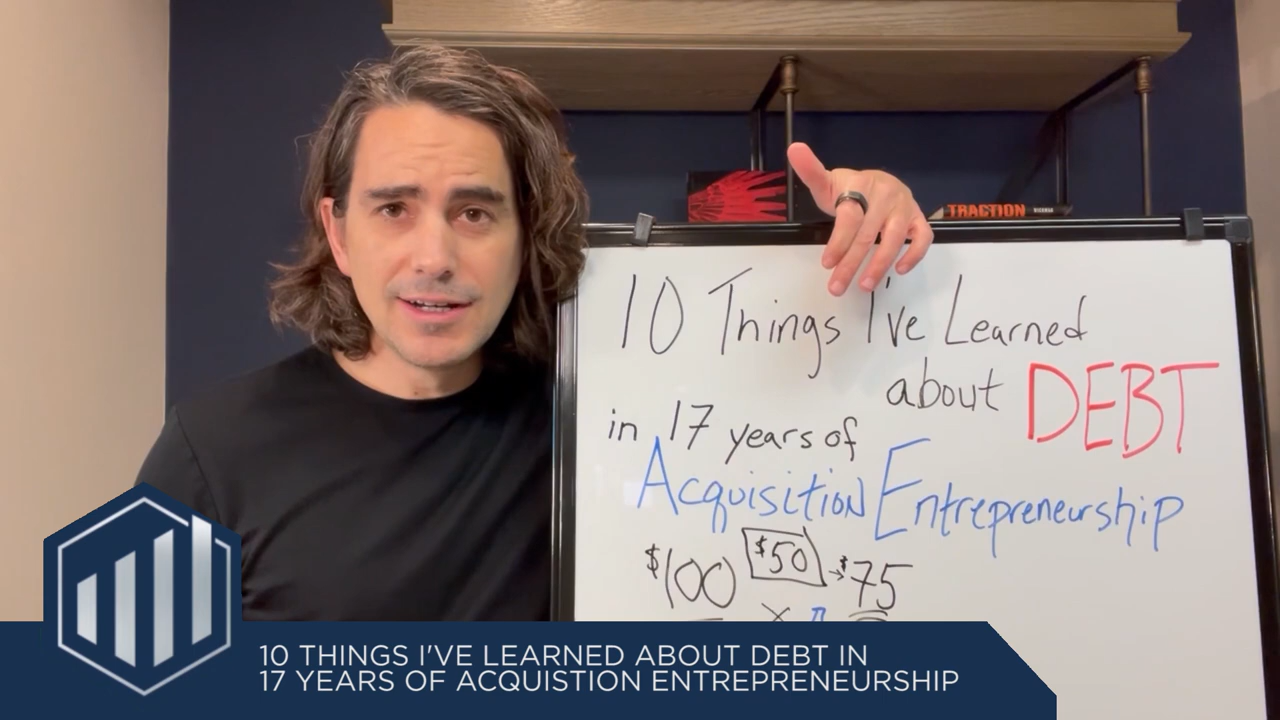 TRACTION
10 Things I've Learned
about DEBT
in 17 years of
Acquisition Entrepreneurship
$100 $50 → $75
10 THINGS I'VE LEARNED ABOUT DEBT IN
17 YEARS OF ACQUISTION ENTREPRENEURSHIP